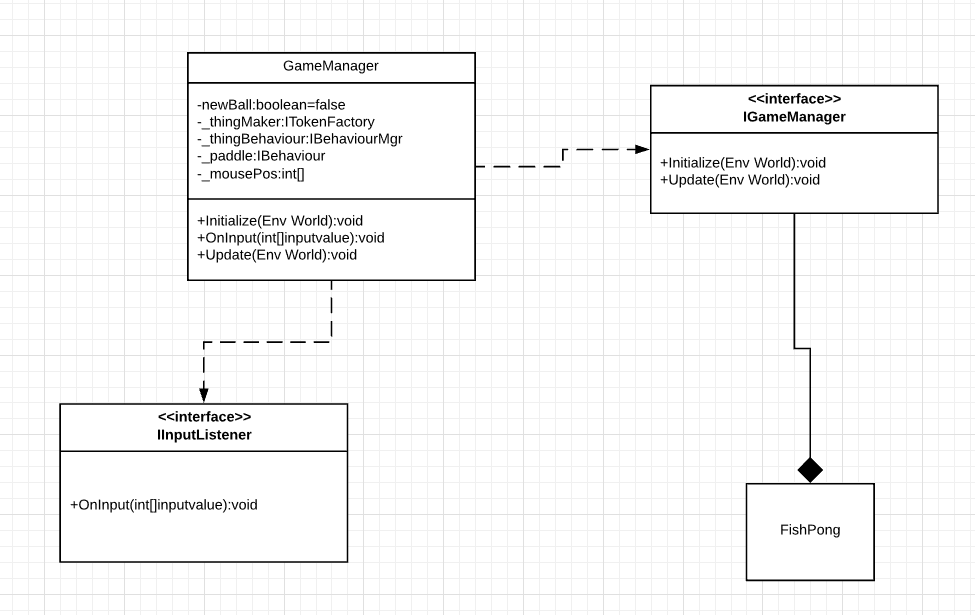 GameManager
-newBall:boolean=false
-_thingMaker:ITokenFactory
-_thingBehaviour:IBehaviourMgr
-_paddle:IBehaviour
-_mousePos:int[]
+Initialize(Env World):void
+OnInput(int[]inputvalue):void
+Update(Env World):void
<<interface>>
IGameManager
+Initialize(Env World):void
+Update(Env World):void
<<interface>>
IInputListener
+OnInput(int[]inputvalue):void
FishPong